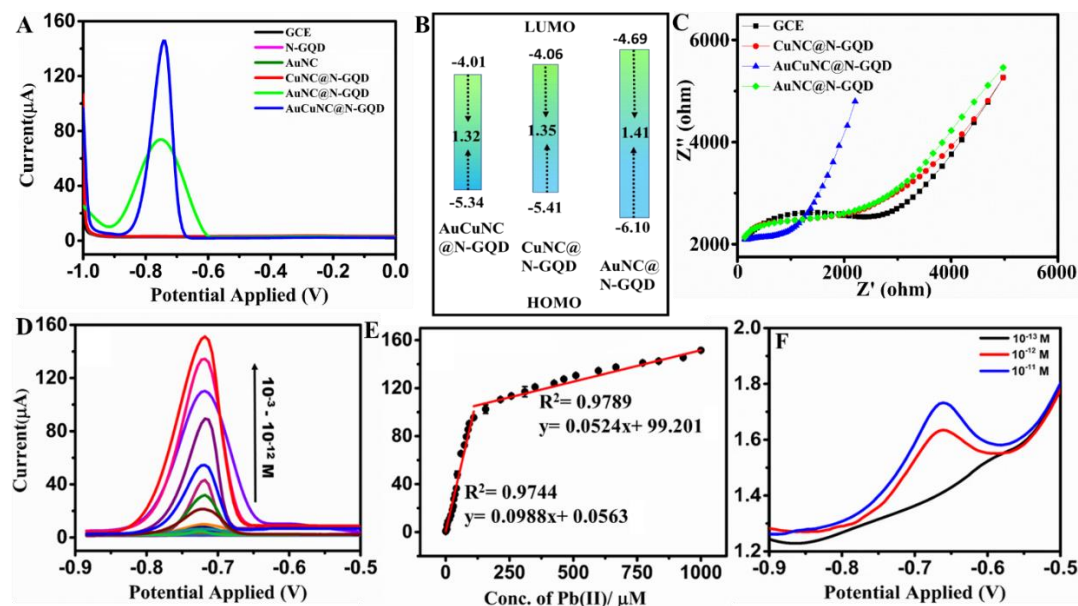 A
160
120
80
40
0
Current(µA)
-1.0 -0.8 -0.6 -0.4 -0.2 0.0
Potential Applied (V)
GCE
N-GQD
AuNC
CuNC@N-GQD
AuNC@N-GQD
AuCuNC@N-GQD
B
LUMO
-4.01
-4.06
-4.69
1.32
1.35
1.41
-5.34
-5.41
-6.10
AuCuNC
@N-GQD
CuNC@
N-GQD
AuNC@
N-GQD
HOMO
C
6000
4000
2000
Z" (ohm)
0 2000 4000 6000
Z' (ohm)
GCE
CuNC@N-GQD
AuCuNC@N-GQD
AuNC@N-GQD
D
160
120
80
40
0
Current(µA)
-0.9 -0.8 -0.7 -0.6 -0.5
Potential Applied (V)
10-3 - 10-12 M
E
160
120
80
40
0
0 200 400 600 800 1000
Conc. of Pb(II)/ µM
R2 = 0.9789
y= 0.0524x+ 99.201
R2 = 0.9744
y= 0.0988x+ 0.0563
F
2.0
1.8
1.6
1.4
1.2
-0.9 -0.8 -0.7 -0.6 -0.5
Potential Applied (V)
10-13 M
10-12 M
10-11 M